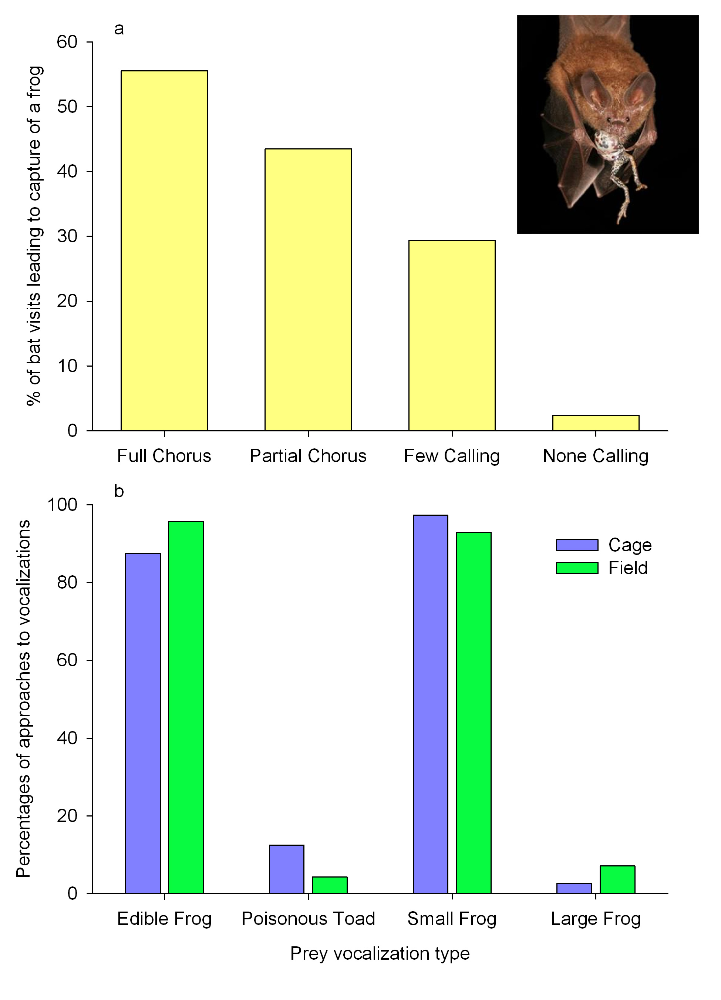 a
% of bat visits leading to capture of a frog
60
50
40
30
20
10
0
Full Chorus Partial Chorus Few Calling None Calling
b
Percentages of approaches to vocalizations
100
80
60
40
20
0
Cage
Field
Edible Frog Poisonous Toad Small Frog Large Frog
Prey vocalization type